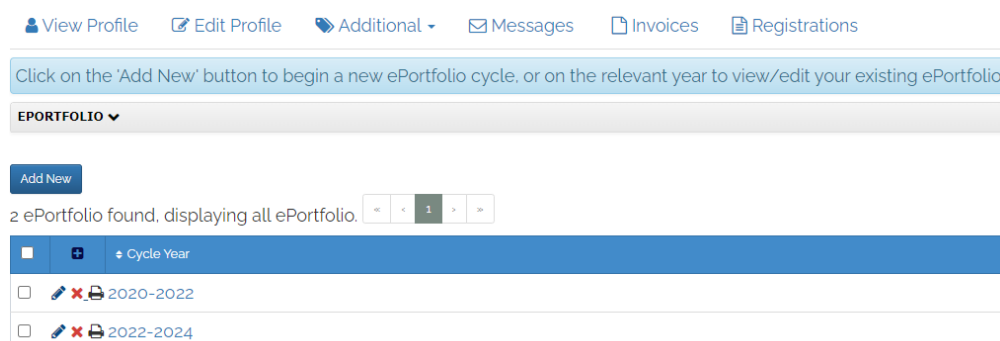 View Profile Edit Profile Additional Messages Invoices Registrations
Click on the 'Add New' button to begin a new ePortfolio cycle, or on the relevant year to view/edit your existing ePortfolio
EPORTFOLIO
Add New
2 ePortfolio found, displaying all ePortfolio. « ‹ 1 › »
Cycle Year
2020-2022
2022-2024